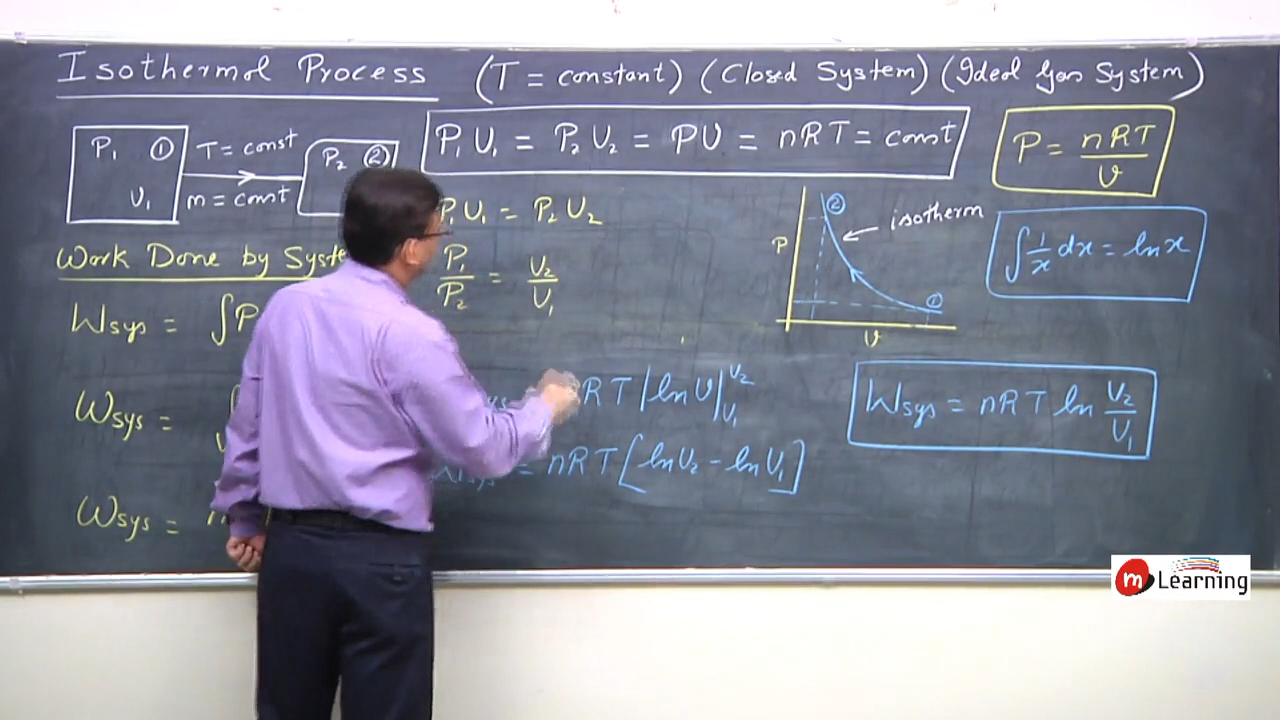 Isothermal Process (T = constant) (Closed System) (Ideal Gas System)
P₁ ①
V₁
T = const
m = const
P₂ ②
P₁V₁ = P₂V₂ = PV = nRT = const
P = nRT / V
P₁V₁ = P₂V₂
P₁/P₂ = V₂/V₁
② isotherm
P
①
V
∫ 1/x dx = ln x
Work Done by Syste
Wsys = ∫P
Wsys =
Wsys =
RT |ln V|_V₁^V₂
= nRT [ln V₂ - ln V₁]
Wsys = nRT ln V₂/V₁
m Learning